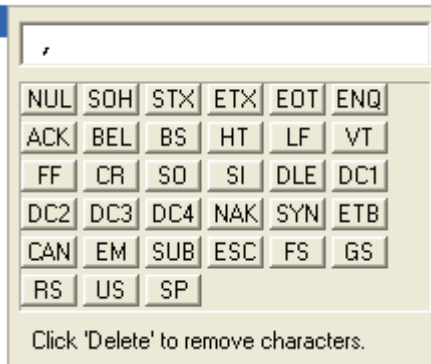 ,
NUL SOH STX ETX EOT ENQ
ACK BEL BS HT LF VT
FF CR SO SI DLE DC1
DC2 DC3 DC4 NAK SYN ETB
CAN EM SUB ESC FS GS
RS US SP
Click 'Delete' to remove characters.